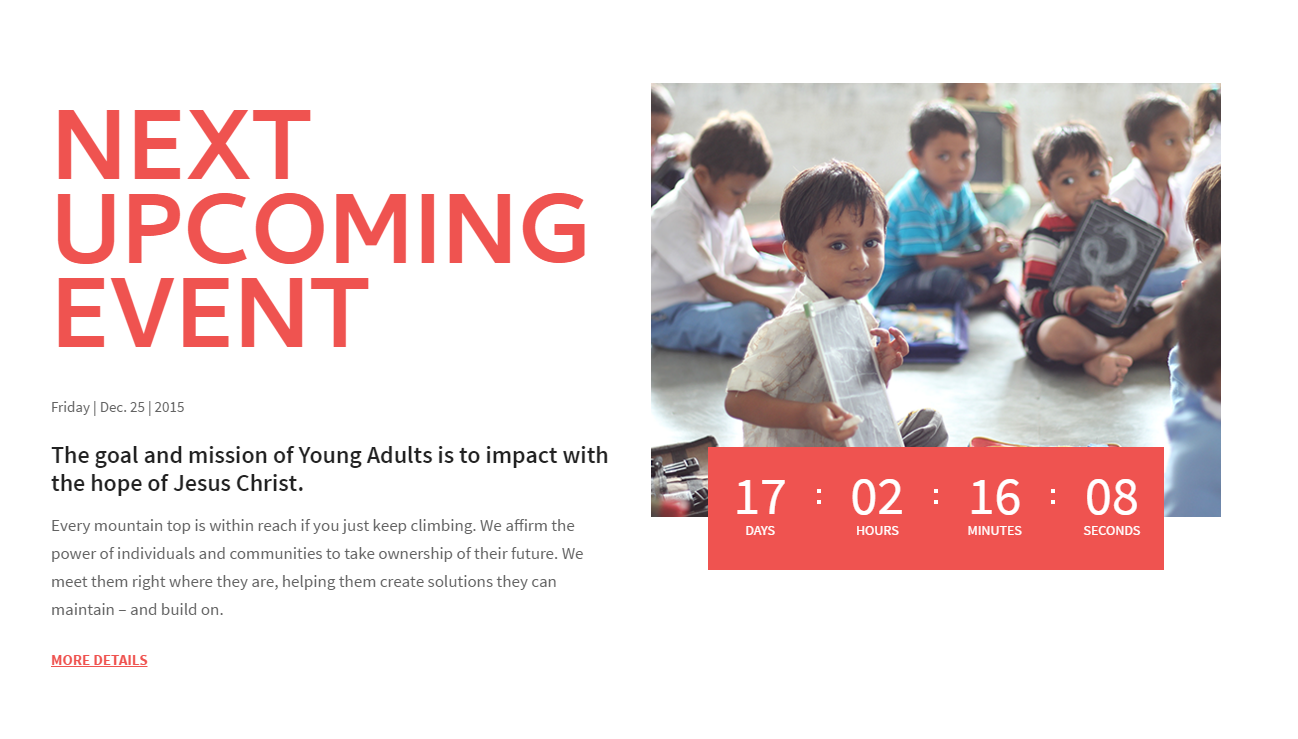 NEXT
UPCOMING
EVENT
Friday | Dec. 25 | 2015
The goal and mission of Young Adults is to impact with
the hope of Jesus Christ.
Every mountain top is within reach if you just keep climbing. We affirm the
power of individuals and communities to take ownership of their future. We
meet them right where they are, helping them create solutions they can
maintain – and build on.
MORE DETAILS
17 : 02 : 16 : 08
DAYS HOURS MINUTES SECONDS